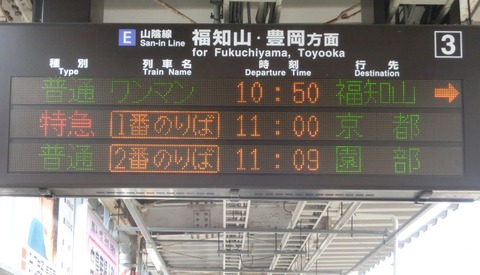 E 山陰線 福知山・豊岡方面 3
San-in Line for Fukuchiyama, Toyooka
種別 列車名 時刻 行先
Type Train Name Departure Time Destination
普通 ワンマン 10:50 福知山 →
特急 1番のりば 11:00 京都
普通 2番のりば 11:09 園部